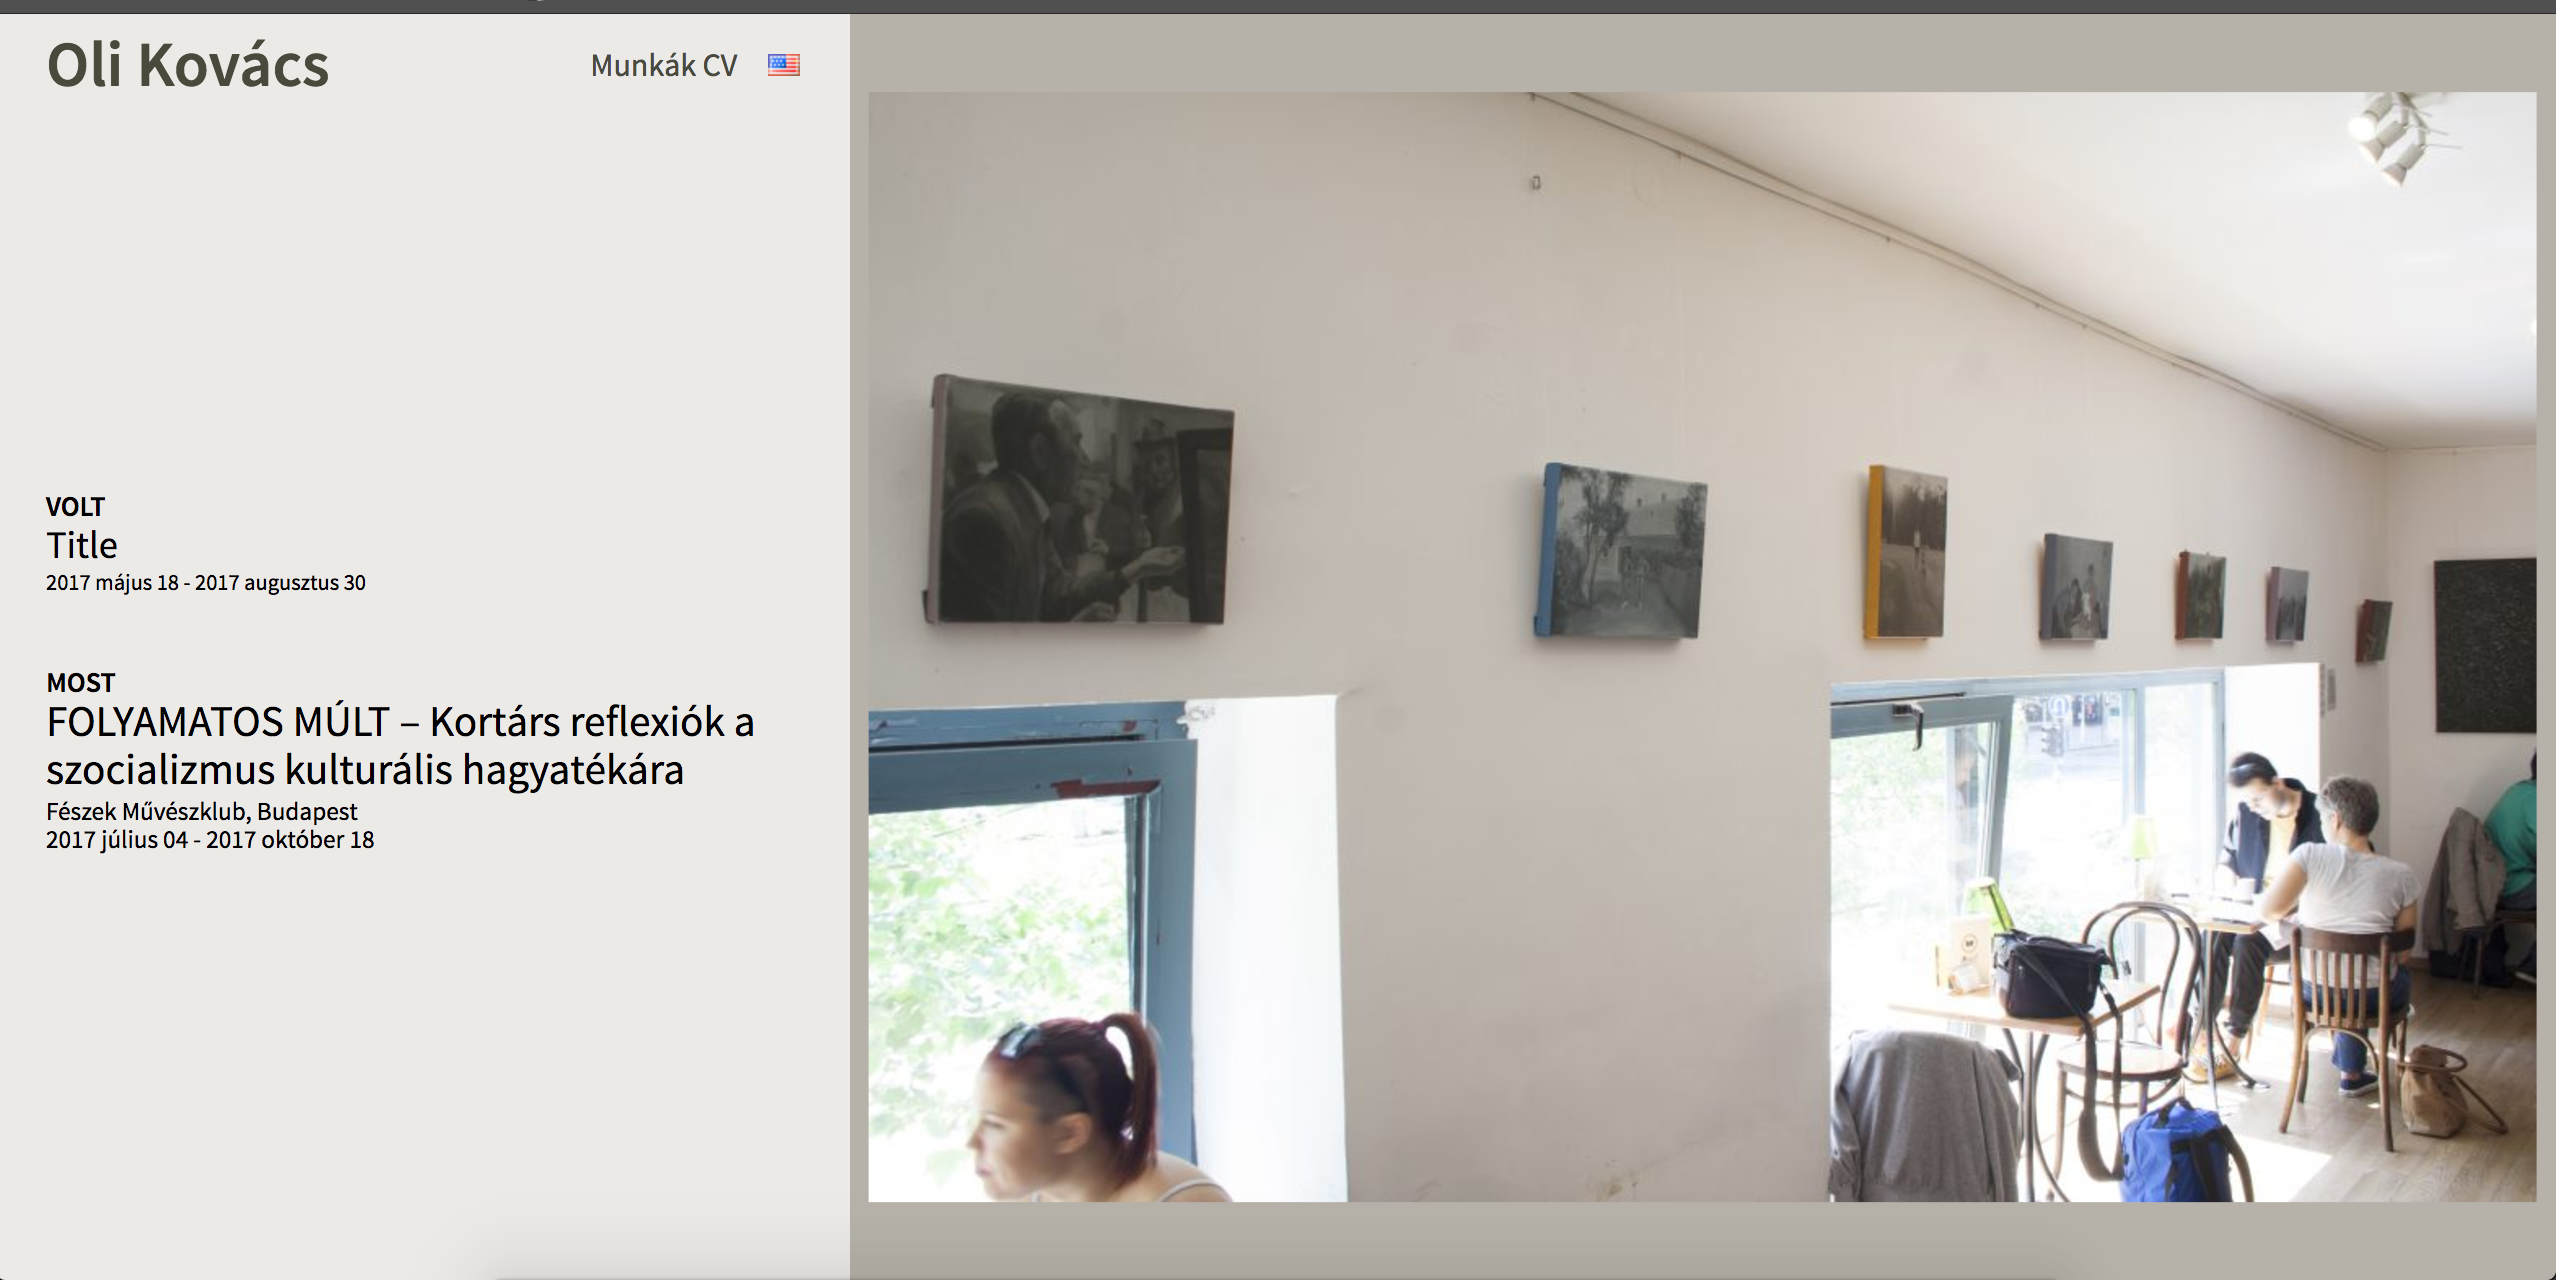 Oli Kovács
Munkák CV
VOLT
Title
2017 május 18 - 2017 augusztus 30
MOST
FOLYAMATOS MÚLT – Kortárs reflexiók a
szocializmus kulturális hagyatékára
Fészek Művészklub, Budapest
2017 július 04 - 2017 október 18